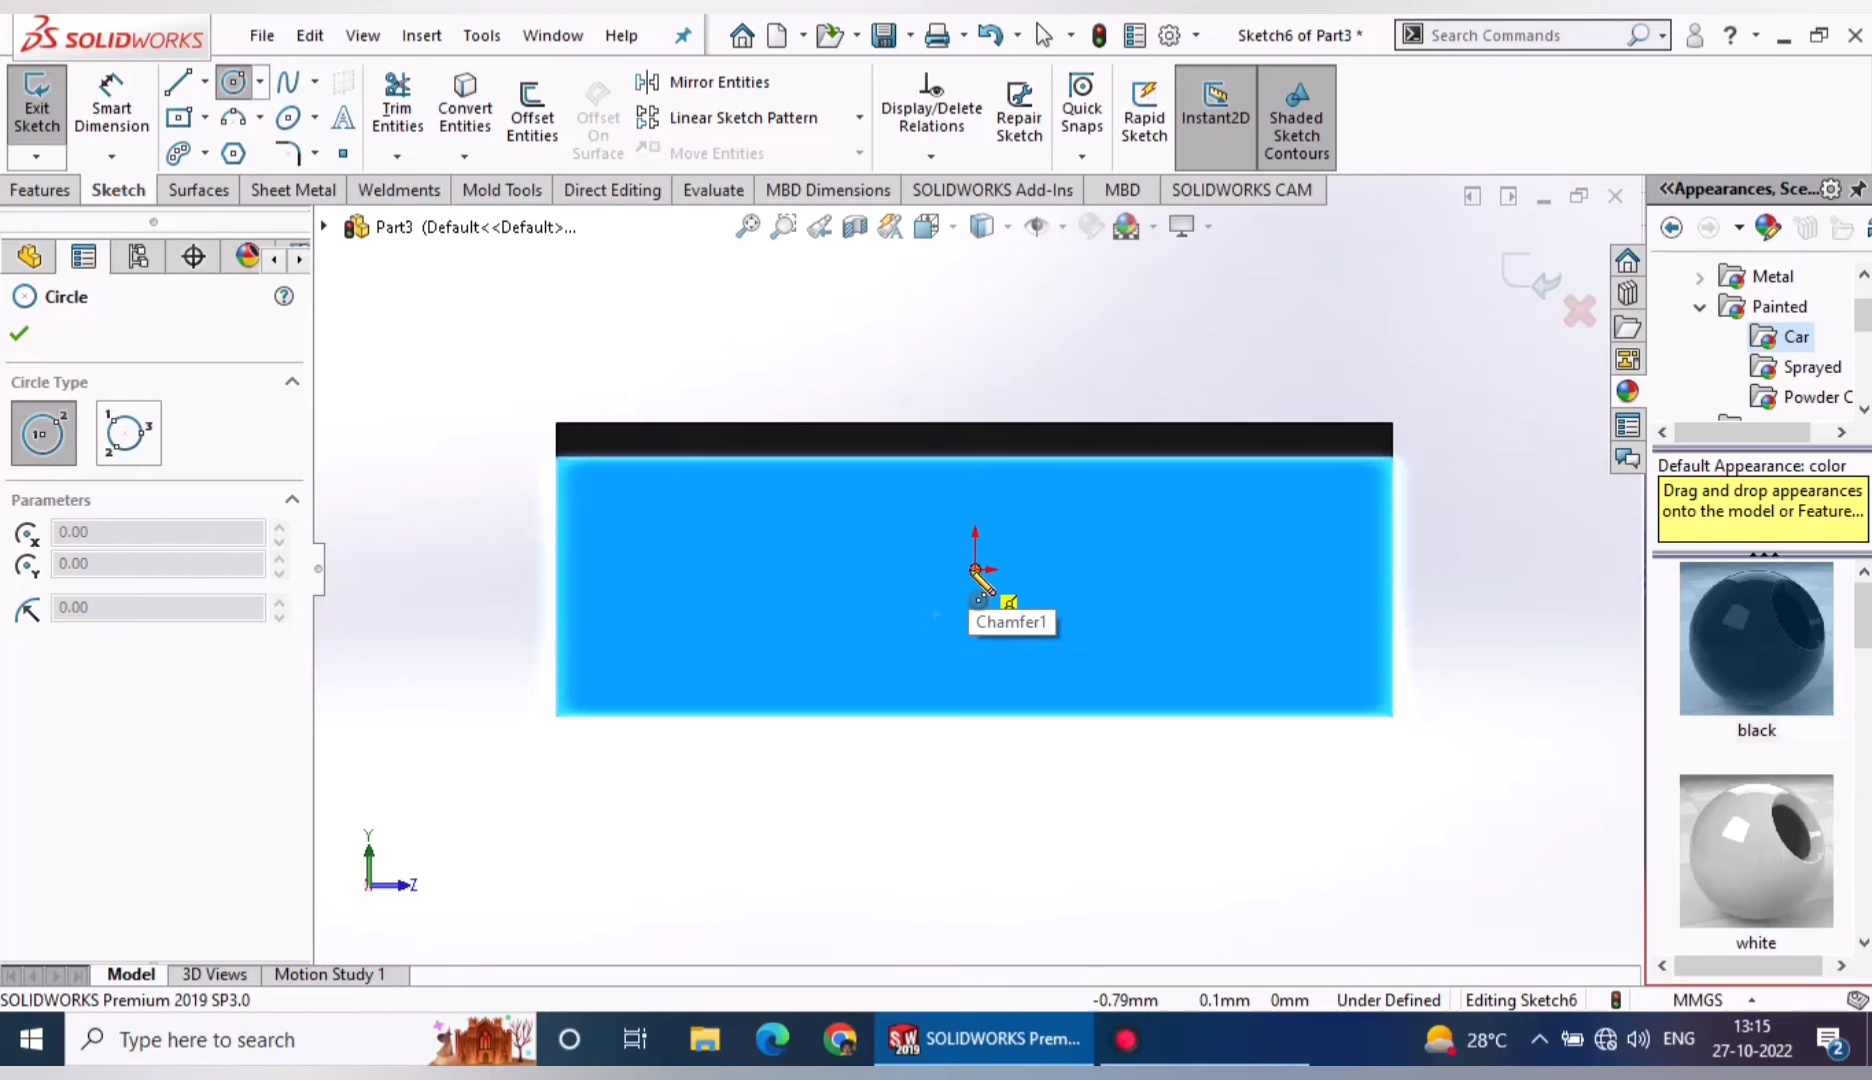 SOLIDWORKS
File Edit View Insert Tools Window Help
Sketch6 of Part3 *
Search Commands
?
Exit Sketch
Smart Dimension
Trim Entities
Convert Entities
Offset Entities
Offset On Surface
Mirror Entities
Linear Sketch Pattern
Move Entities
Display/Delete Relations
Repair Sketch
Quick Snaps
Rapid Sketch
Instant2D
Shaded Sketch Contours
Features Sketch Surfaces Sheet Metal Weldments Mold Tools Direct Editing Evaluate MBD Dimensions SOLIDWORKS Add-Ins MBD SOLIDWORKS CAM
Part3 (Default<<Default>...
Circle
Circle Type
Parameters
0.00
0.00
0.00
Chamfer1
Y
Z
«Appearances, Sce...
Metal
Painted
Car
Sprayed
Powder C
Default Appearance: color
Drag and drop appearances
onto the model or Feature...
black
white
Model 3D Views Motion Study 1
SOLIDWORKS Premium 2019 SP3.0
-0.79mm 0.1mm 0mm Under Defined Editing Sketch6 MMGS
Type here to search
SW 2019
SOLIDWORKS Prem...
28°C
ENG
13:15
27-10-2022
2